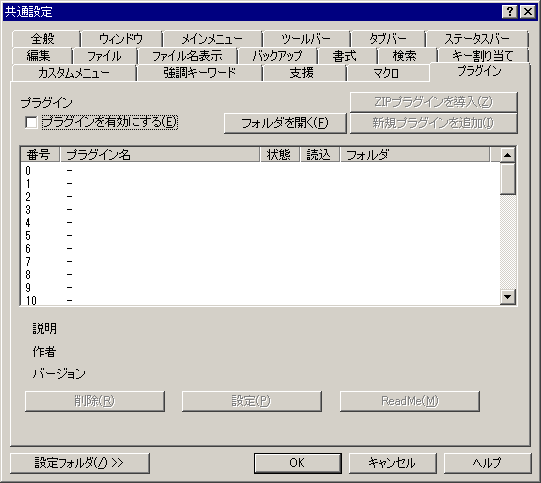 共通設定
全般 ウィンドウ メインメニュー ツールバー タブバー ステータスバー
編集 ファイル ファイル名表示 バックアップ 書式 検索 キー割り当て
カスタムメニュー 強調キーワード 支援 マクロ プラグイン
プラグイン
ZIPプラグインを導入(Z)
プラグインを有効にする(E) フォルダを開く(F) 新規プラグインを追加(I)
番号 プラグイン名 状態 読込 フォルダ
0 -
1 -
2 -
3 -
4 -
5 -
6 -
7 -
8 -
9 -
10 -
説明
作者
バージョン
削除(R) 設定(P) ReadMe(M)
設定フォルダ(/) >> OK キャンセル ヘルプ